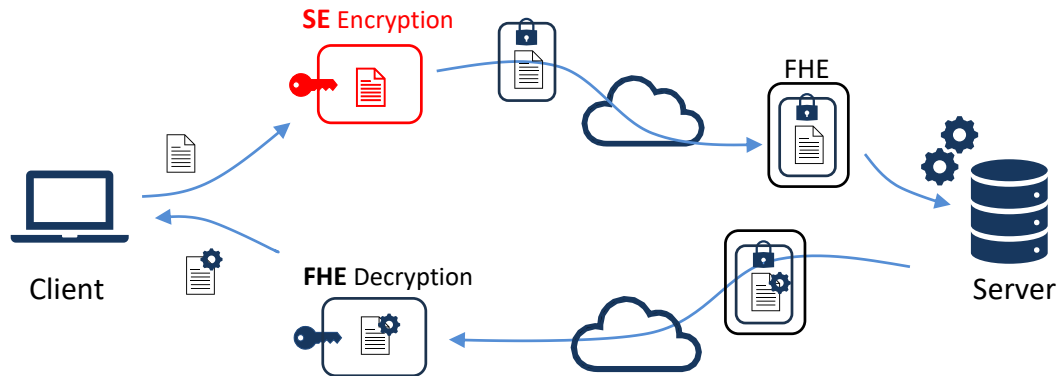 SE Encryption
FHE
Client
FHE Decryption
Server